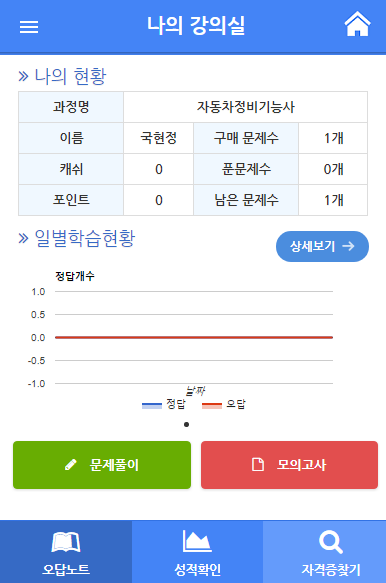 나의 강의실
나의 현황
과정명 자동차정비기능사
이름 국현정 구매 문제수 1개
캐쉬 0 푼문제수 0개
포인트 0 남은 문제수 1개
일별학습현황 상세보기
정답개수
1.0
0.5
0.0
-0.5
-1.0
날짜
정답 오답
문제풀이 모의고사
오답노트 성적확인 자격증찾기